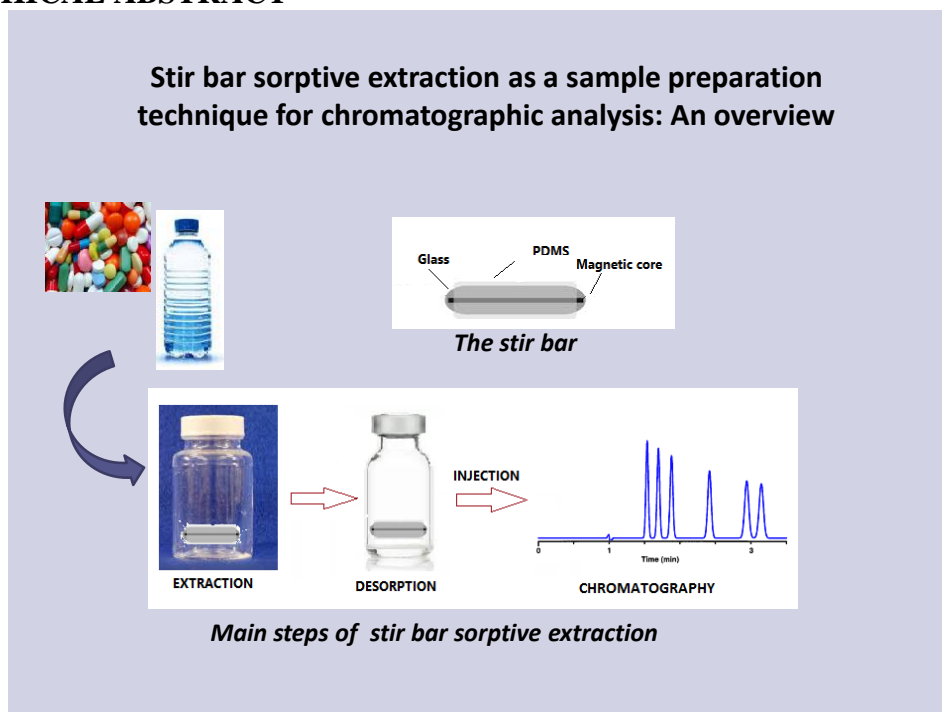 Stir bar sorptive extraction as a sample preparation
technique for chromatographic analysis: An overview
Glass
PDMS
Magnetic core
The stir bar
INJECTION
0
1
3
Time (min)
EXTRACTION
DESORPTION
CHROMATOGRAPHY
Main steps of stir bar sorptive extraction